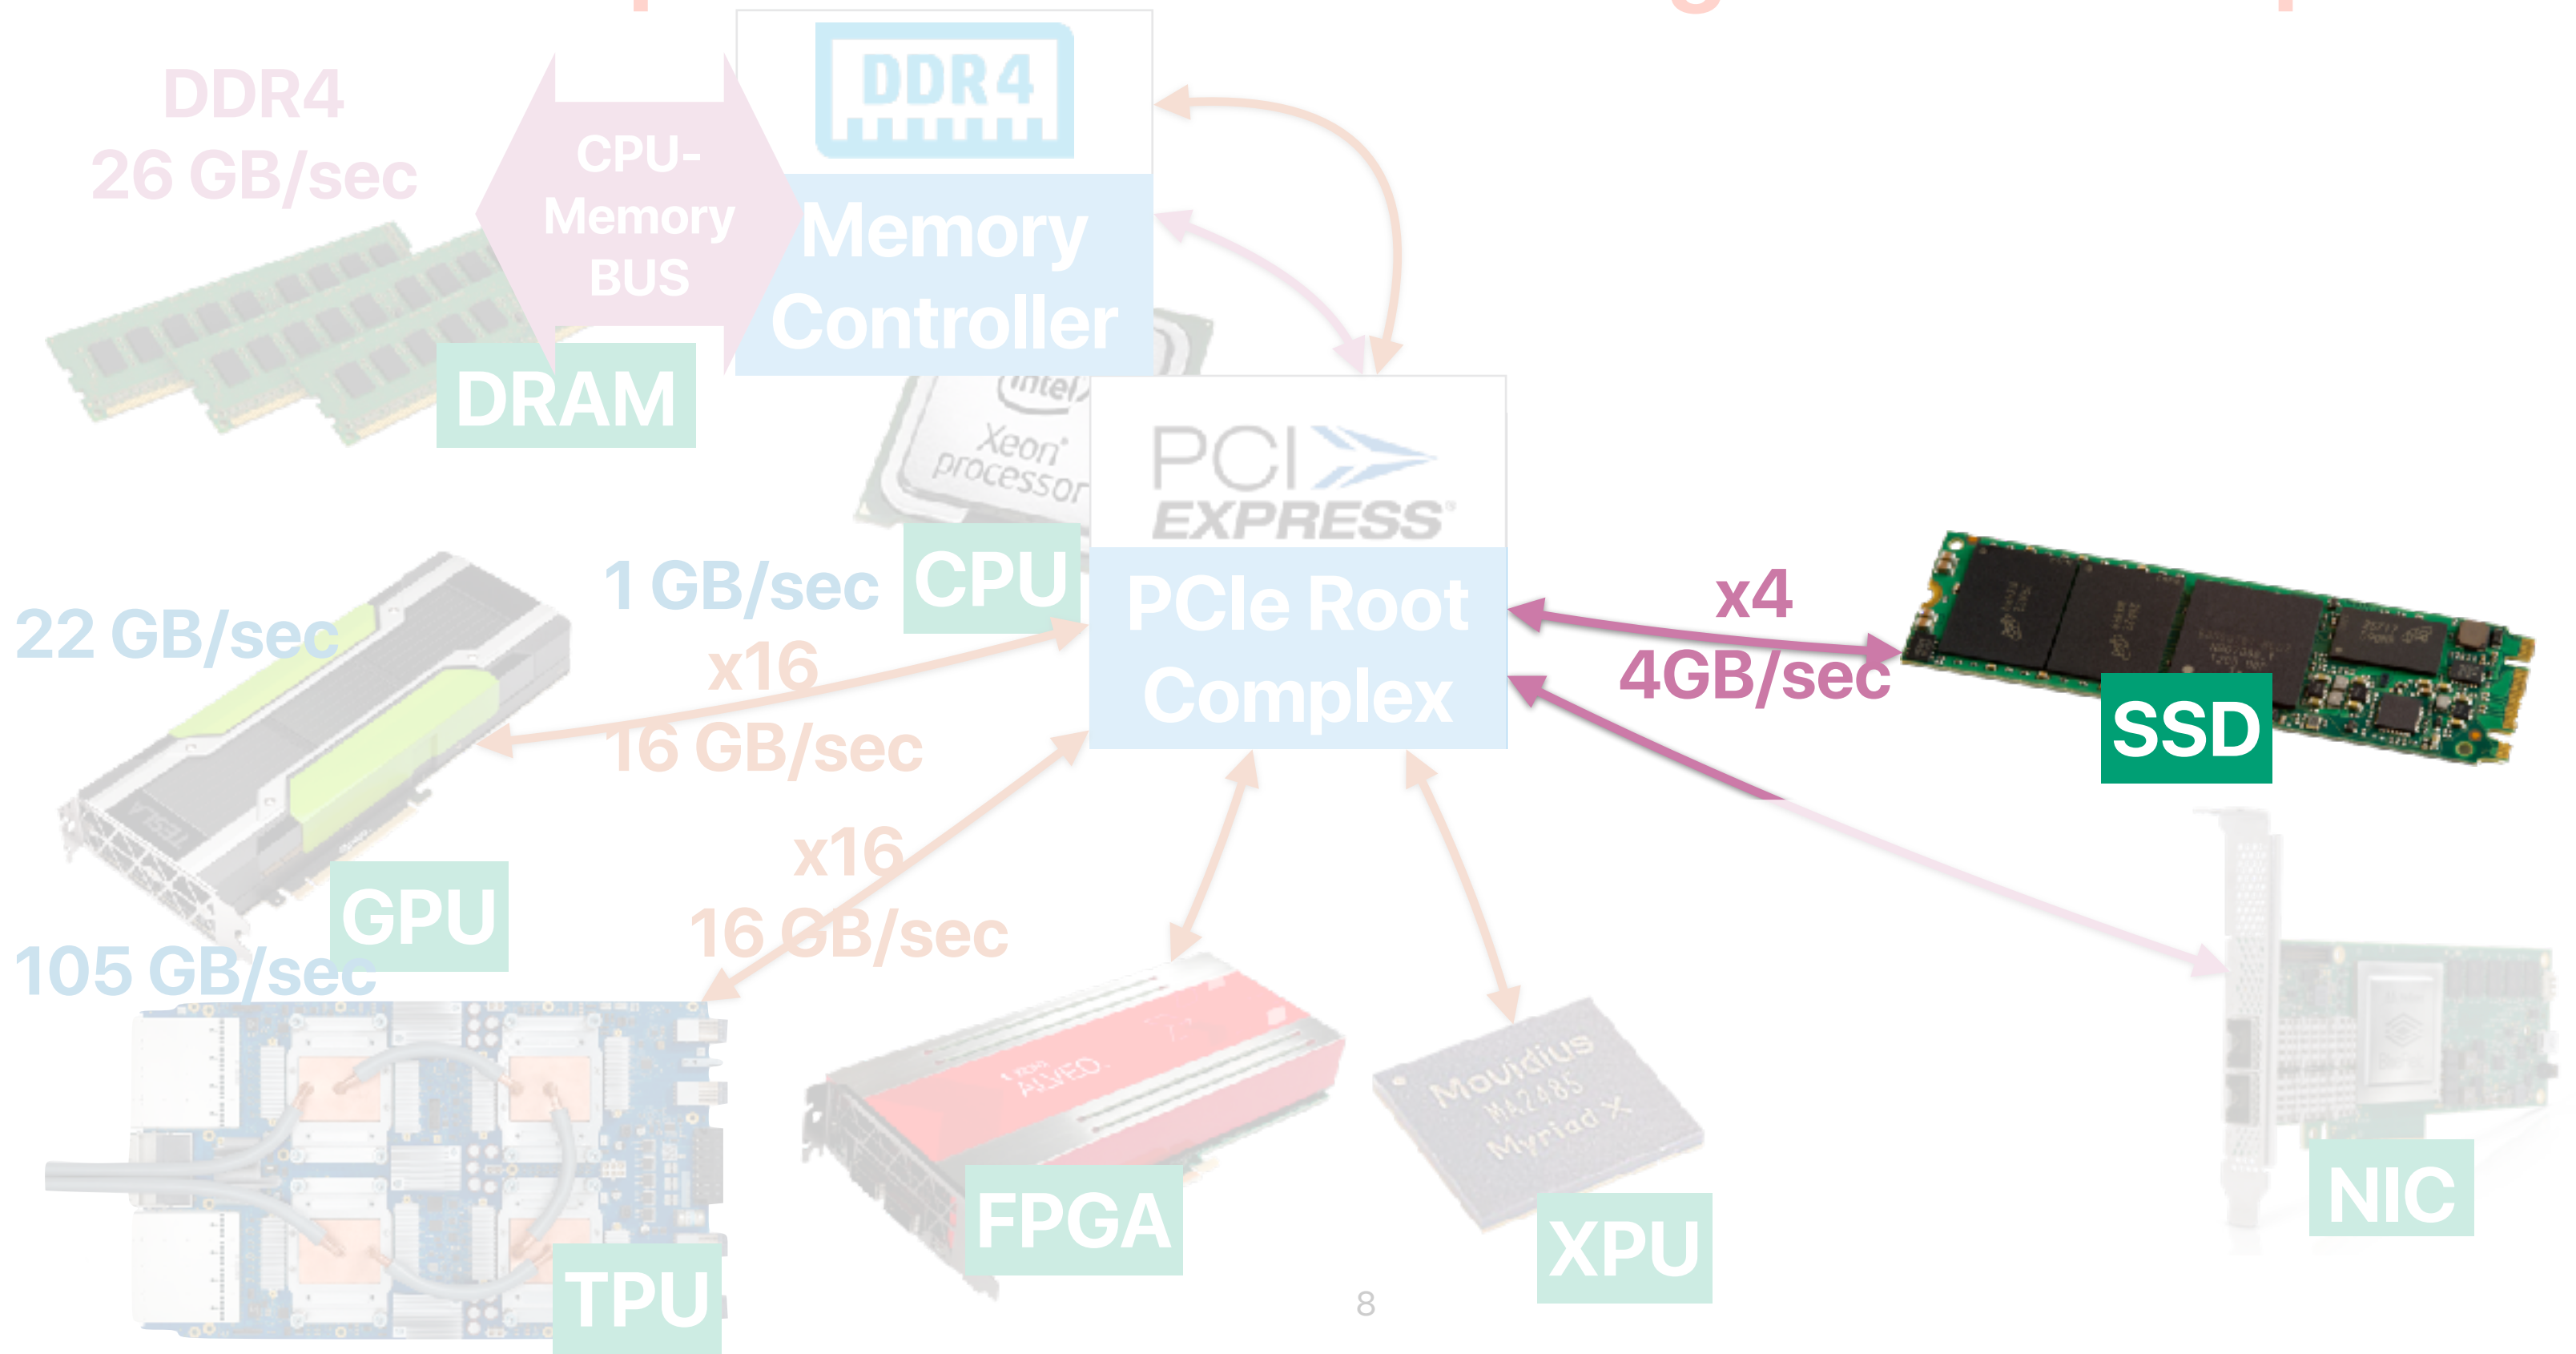 DDR4
26 GB/sec
CPU-
Memory
BUS
DDR4
Memory
Controller
DRAM
intel
Xeon
processor
CPU
PCI
EXPRESS
PCIe Root
Complex
1 GB/sec
22 GB/sec
x16
16 GB/sec
TESLA
GPU
x16
16 GB/sec
105 GB/sec
TPU
x4
4GB/sec
SSD
ALVEO
FPGA
Movidius
MA2485
Myriad X
XPU
NIC
8